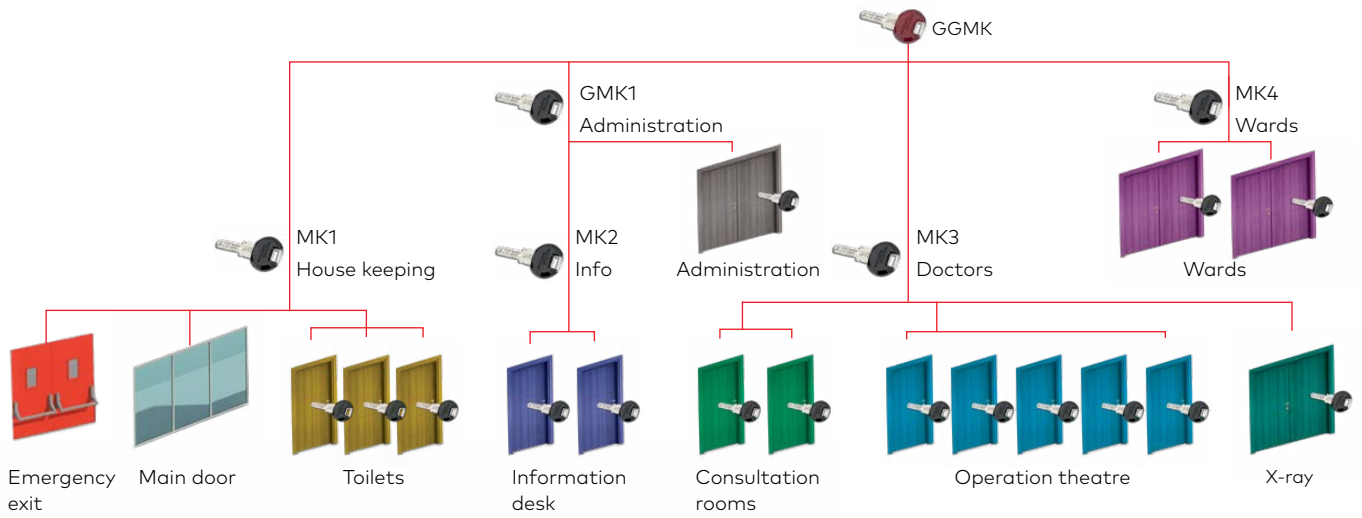 GGMK
GMK1
Administration
MK4
Wards
MK1
House keeping
MK2
Info
Administration
MK3
Doctors
Wards
Emergency
exit
Main door
Toilets
Information
desk
Consultation
rooms
Operation theatre
X-ray